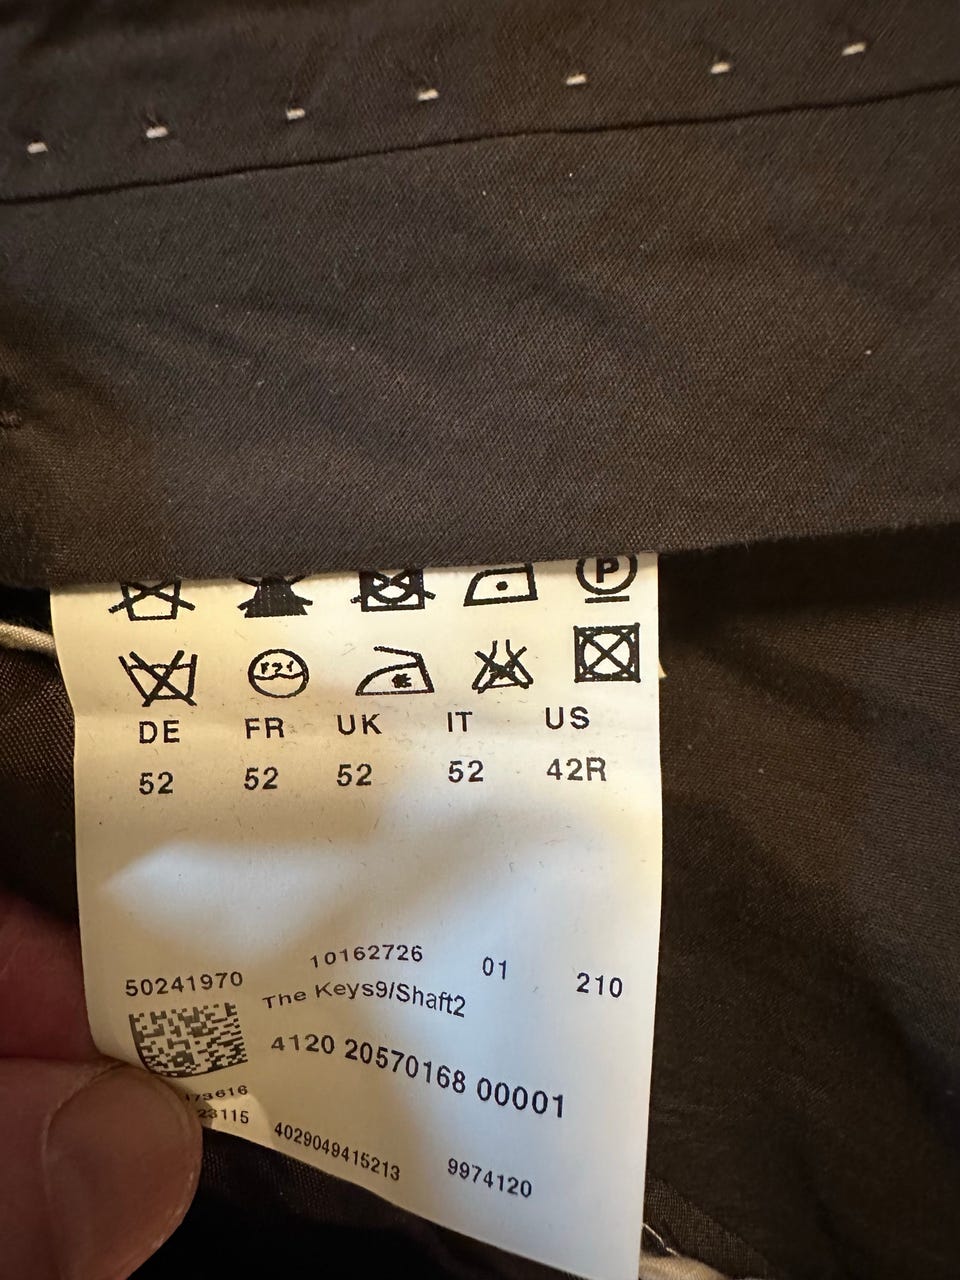 P
DE FR UK IT US
52 52 52 52 42R
10162726 01 210
50241970
The Keys9/Shaft2
4120 20570168 00001
23115
4029049415213 9974120